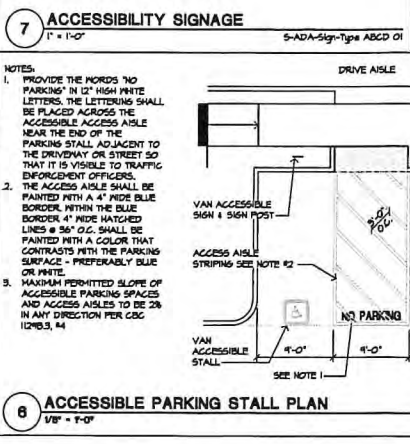 7 ACCESSIBILITY SIGNAGE
1" = 1'-0" S-ADA-Sign-Type ABCD 01
NOTES:
1. PROVIDE THE WORDS "NO
PARKING" IN 12" HIGH WHITE
LETTERS. THE LETTERING SHALL
BE PLACED ACROSS THE
ACCESSIBLE ACCESS AISLE
NEAR THE END OF THE
PARKING STALL ADJACENT TO
THE DRIVEWAY OR STREET SO
THAT IT IS VISIBLE TO TRAFFIC
ENFORCEMENT OFFICERS.
2. THE ACCESS AISLE SHALL BE
PAINTED WITH A 4" WIDE BLUE
BORDER. WITHIN THE BLUE
BORDER 4" WIDE HATCHED
LINES @ 36" O.C. SHALL BE
PAINTED WITH A COLOR THAT
CONTRASTS WITH THE PARKING
SURFACE - PREFERABLY BLUE
OR WHITE.
3. MAXIMUM PERMITTED SLOPE OF
ACCESSIBLE PARKING SPACES
AND ACCESS AISLES TO BE 2%
IN ANY DIRECTION PER CBC
1129B.3, #4
DRIVE AISLE
VAN ACCESSIBLE
SIGN & SIGN POST
ACCESS AISLE
STRIPING SEE NOTE #2
3'-0"
O.C.
NO PARKING
VAN
ACCESSIBLE
STALL
9'-0" 9'-0"
SEE NOTE 1
6 ACCESSIBLE PARKING STALL PLAN
1/8" = 1'-0"